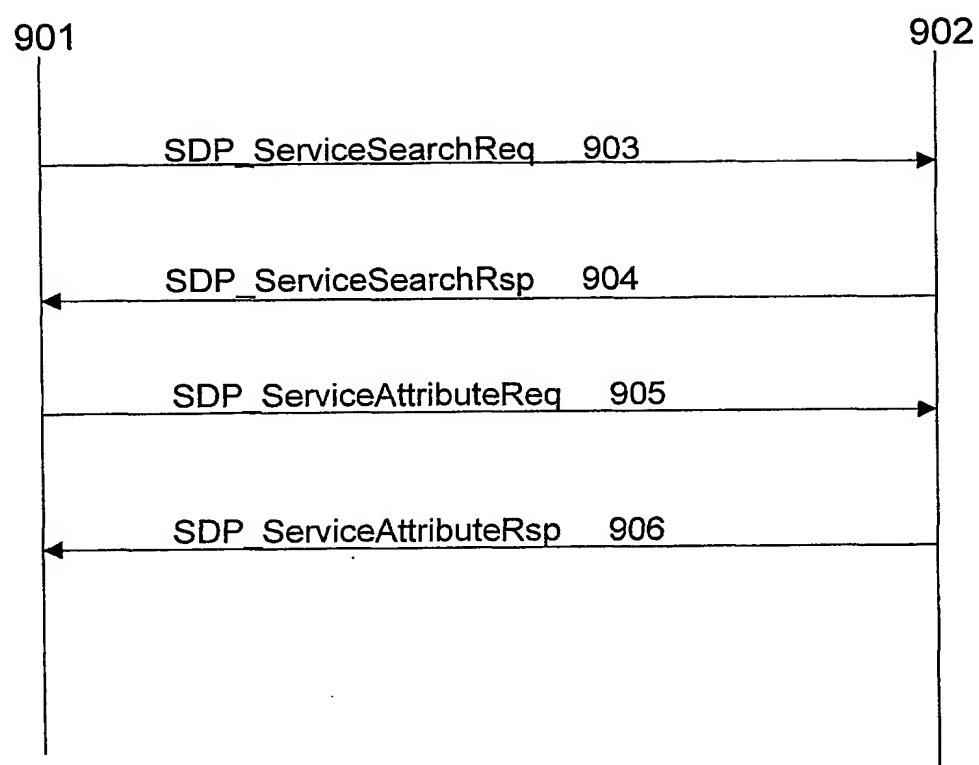 901 902
SDP_ServiceSearchReq 903
SDP_ServiceSearchRsp 904
SDP_ServiceAttributeReq 905
SDP_ServiceAttributeRsp 906